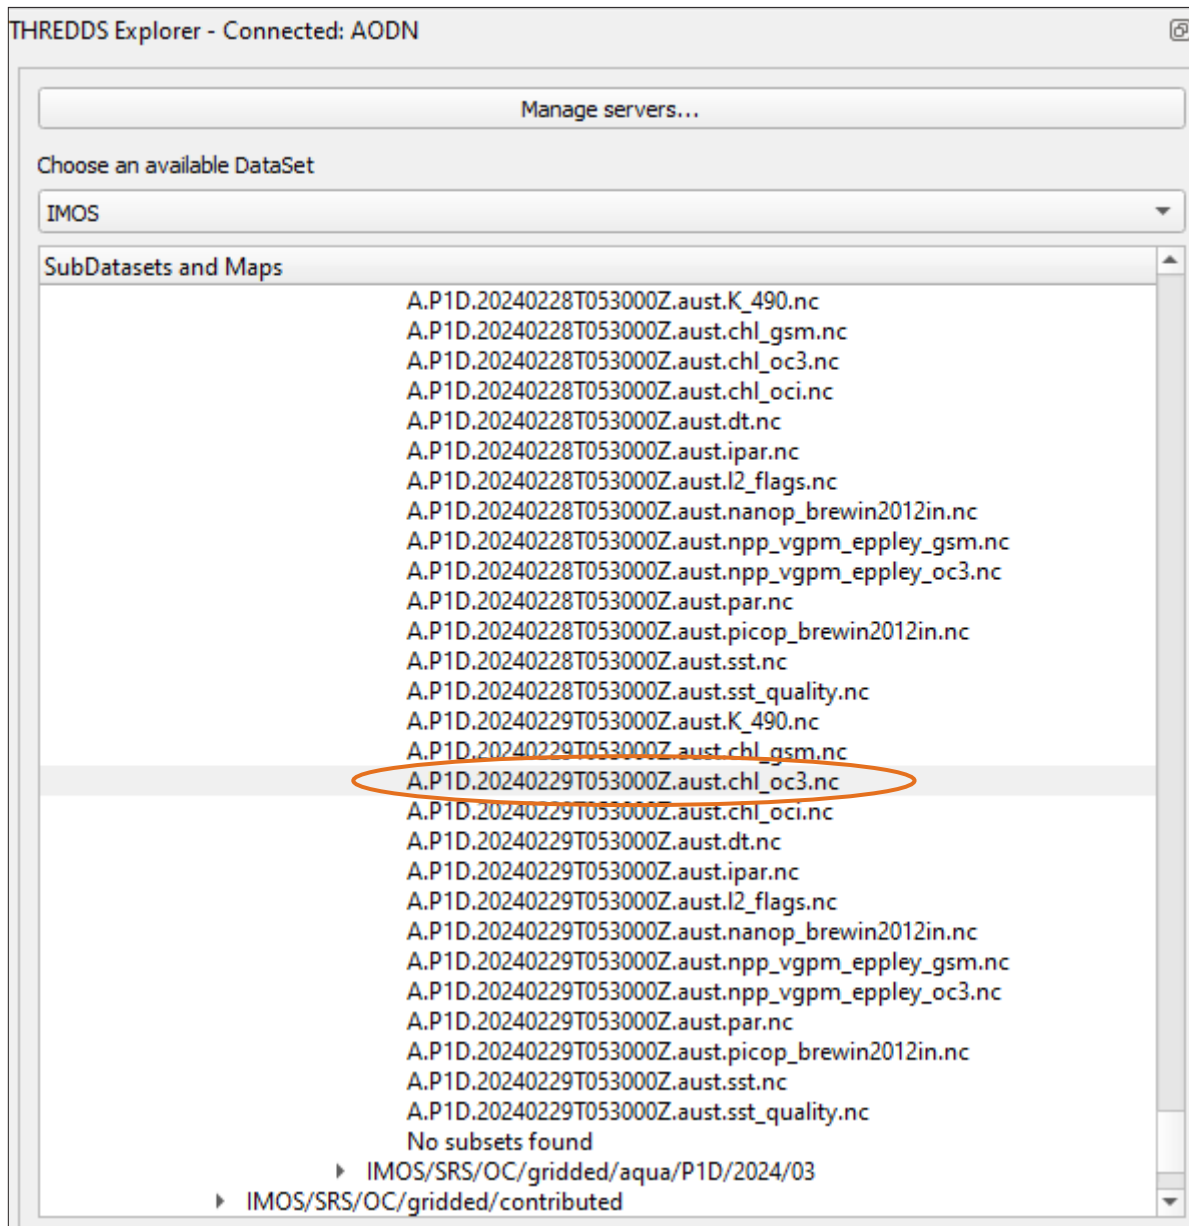 THREDDS Explorer - Connected: AODN
Manage servers...
Choose an available DataSet
IMOS
SubDatasets and Maps
A.P1D.20240228T053000Z.aust.K_490.nc
A.P1D.20240228T053000Z.aust.chl_gsm.nc
A.P1D.20240228T053000Z.aust.chl_oc3.nc
A.P1D.20240228T053000Z.aust.chl_oci.nc
A.P1D.20240228T053000Z.aust.dt.nc
A.P1D.20240228T053000Z.aust.ipar.nc
A.P1D.20240228T053000Z.aust.l2_flags.nc
A.P1D.20240228T053000Z.aust.nanop_brewin2012in.nc
A.P1D.20240228T053000Z.aust.npp_vgpm_eppley_gsm.nc
A.P1D.20240228T053000Z.aust.npp_vgpm_eppley_oc3.nc
A.P1D.20240228T053000Z.aust.par.nc
A.P1D.20240228T053000Z.aust.picop_brewin2012in.nc
A.P1D.20240228T053000Z.aust.sst.nc
A.P1D.20240228T053000Z.aust.sst_quality.nc
A.P1D.20240229T053000Z.aust.K_490.nc
A.P1D.20240229T053000Z.aust.chl_gsm.nc
A.P1D.20240229T053000Z.aust.chl_oc3.nc
A.P1D.20240229T053000Z.aust.chl_oci.nc
A.P1D.20240229T053000Z.aust.dt.nc
A.P1D.20240229T053000Z.aust.ipar.nc
A.P1D.20240229T053000Z.aust.l2_flags.nc
A.P1D.20240229T053000Z.aust.nanop_brewin2012in.nc
A.P1D.20240229T053000Z.aust.npp_vgpm_eppley_gsm.nc
A.P1D.20240229T053000Z.aust.npp_vgpm_eppley_oc3.nc
A.P1D.20240229T053000Z.aust.par.nc
A.P1D.20240229T053000Z.aust.picop_brewin2012in.nc
A.P1D.20240229T053000Z.aust.sst.nc
A.P1D.20240229T053000Z.aust.sst_quality.nc
No subsets found
IMOS/SRS/OC/gridded/aqua/P1D/2024/03
IMOS/SRS/OC/gridded/contributed